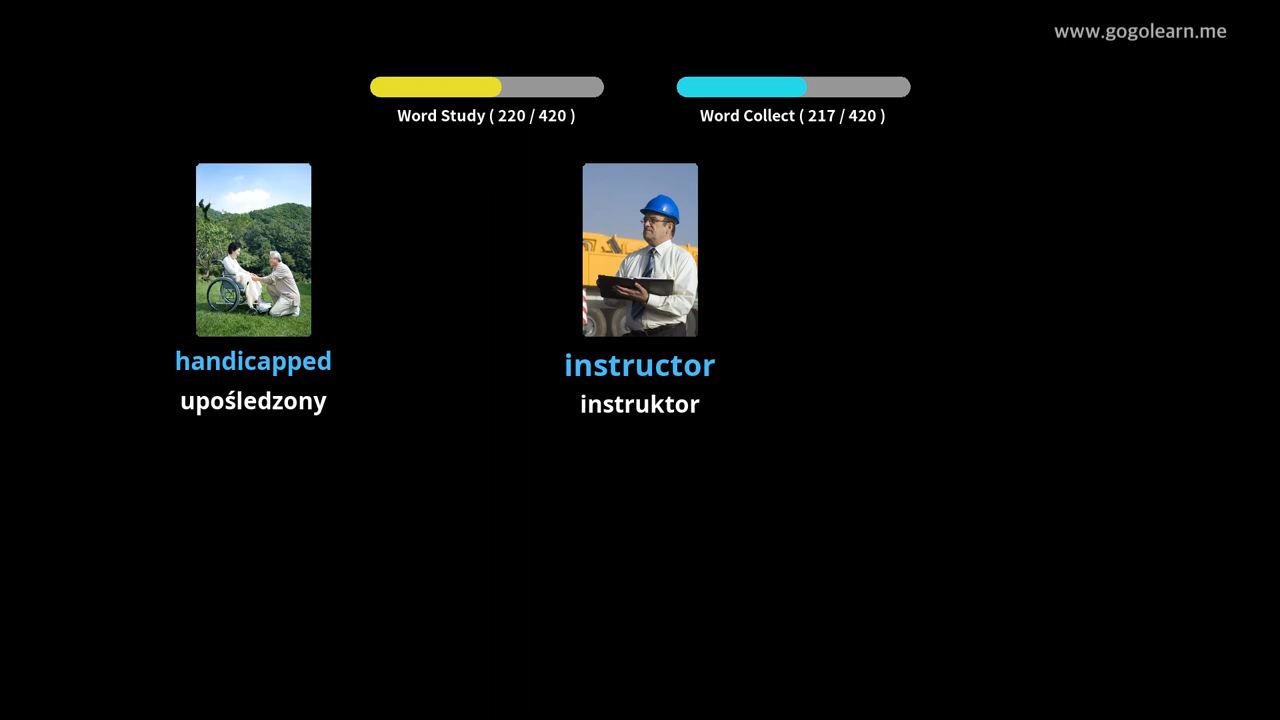 www.gogolearn.me
Word Study ( 220 / 420 )
Word Collect ( 217 / 420 )
handicapped
upośledzony
instructor
instruktor